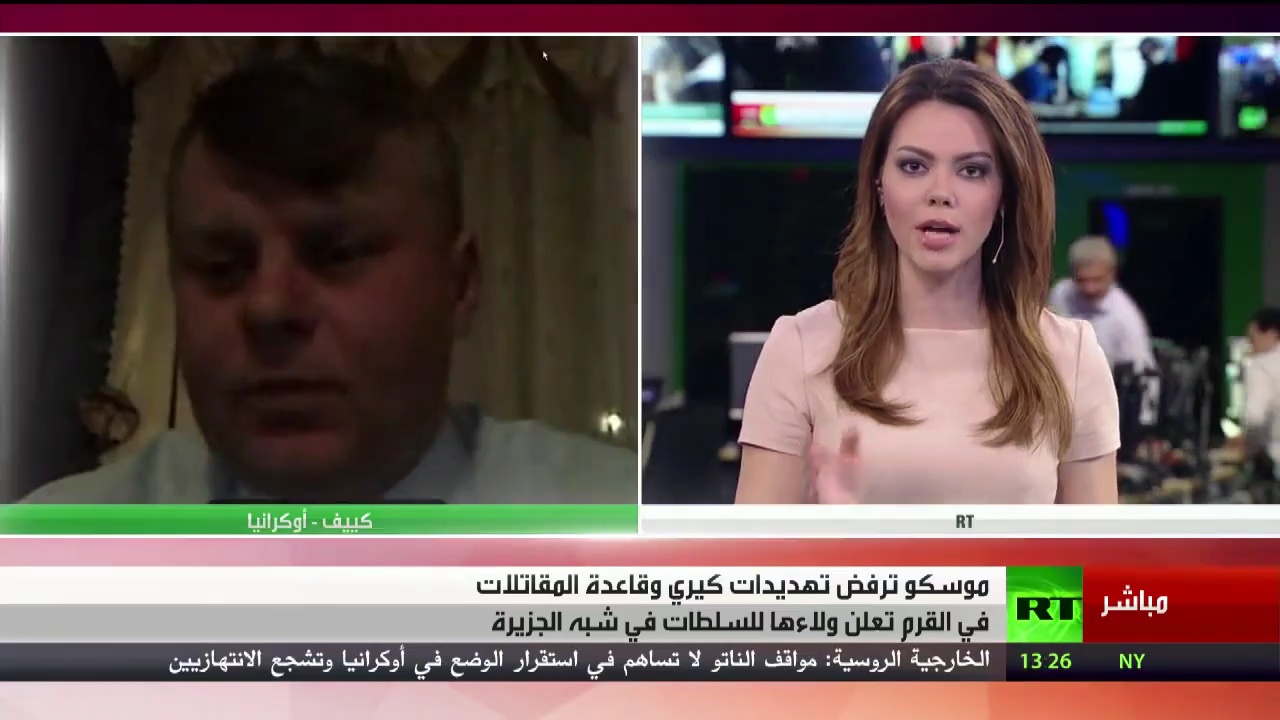 كييف - أوكرانيا
RT
موسكو ترفض تهديدات كيري وقاعدة المقاتلات
في القرم تعلن ولاءها للسلطات في شبه الجزيرة
RT
مباشر
الخارجية الروسية: مواقف الناتو لا تساهم في استقرار الوضع في أوكرانيا وتشجع الانتهازيين
13:26 NY